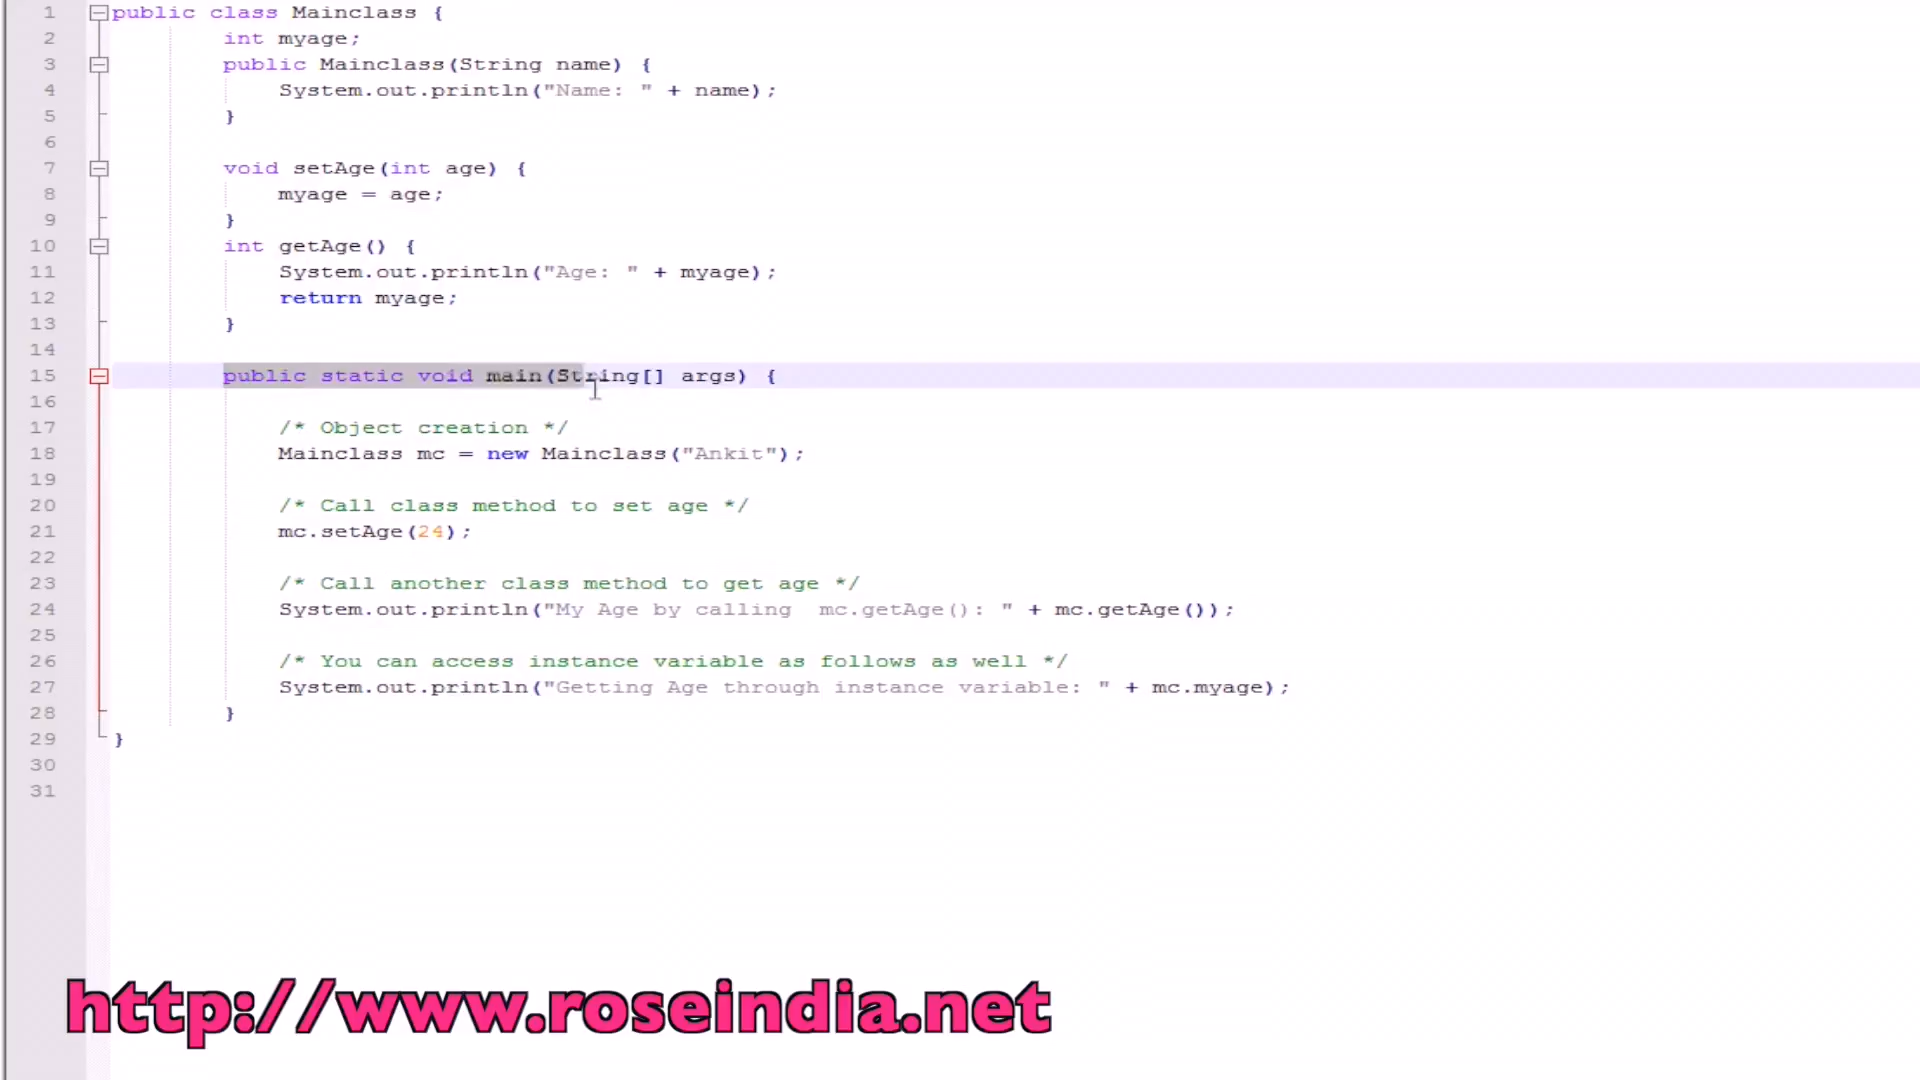 1 public class Mainclass {
2 int myage;
3 public Mainclass(String name) {
4 System.out.println("Name: " + name);
5 }
6
7 void setAge(int age) {
8 myage = age;
9 }
10 int getAge() {
11 System.out.println("Age: " + myage);
12 return myage;
13 }
14
15 public static void main(String[] args) {
16
17 /* Object creation */
18 Mainclass mc = new Mainclass("Ankit");
19
20 /* Call class method to set age */
21 mc.setAge(24);
22
23 /* Call another class method to get age */
24 System.out.println("My Age by calling  mc.getAge(): " + mc.getAge());
25
26 /* You can access instance variable as follows as well */
27 System.out.println("Getting Age through instance variable: " + mc.myage);
28 }
29 }
30
31
http://www.roseindia.net